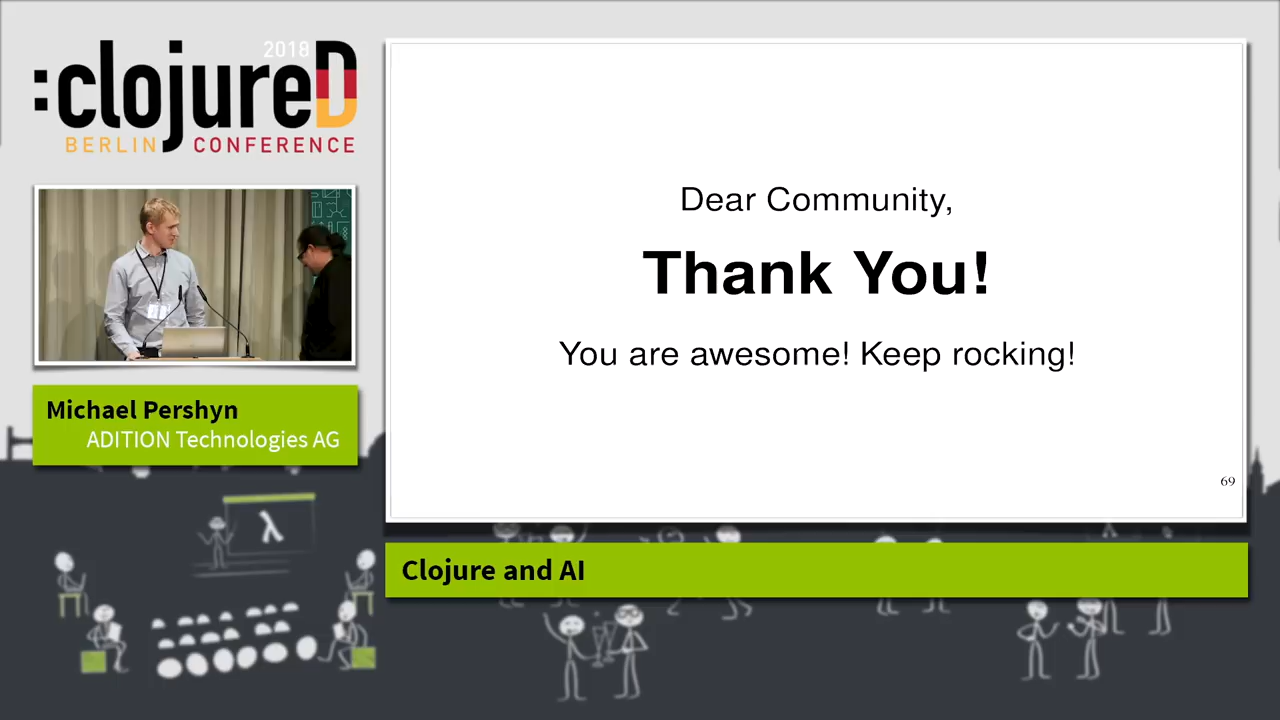 2018
:clojureD
BERLIN CONFERENCE
Dear Community,
Thank You!
You are awesome! Keep rocking!
69
Michael Pershyn
ADITION Technologies AG
λ
Clojure and AI